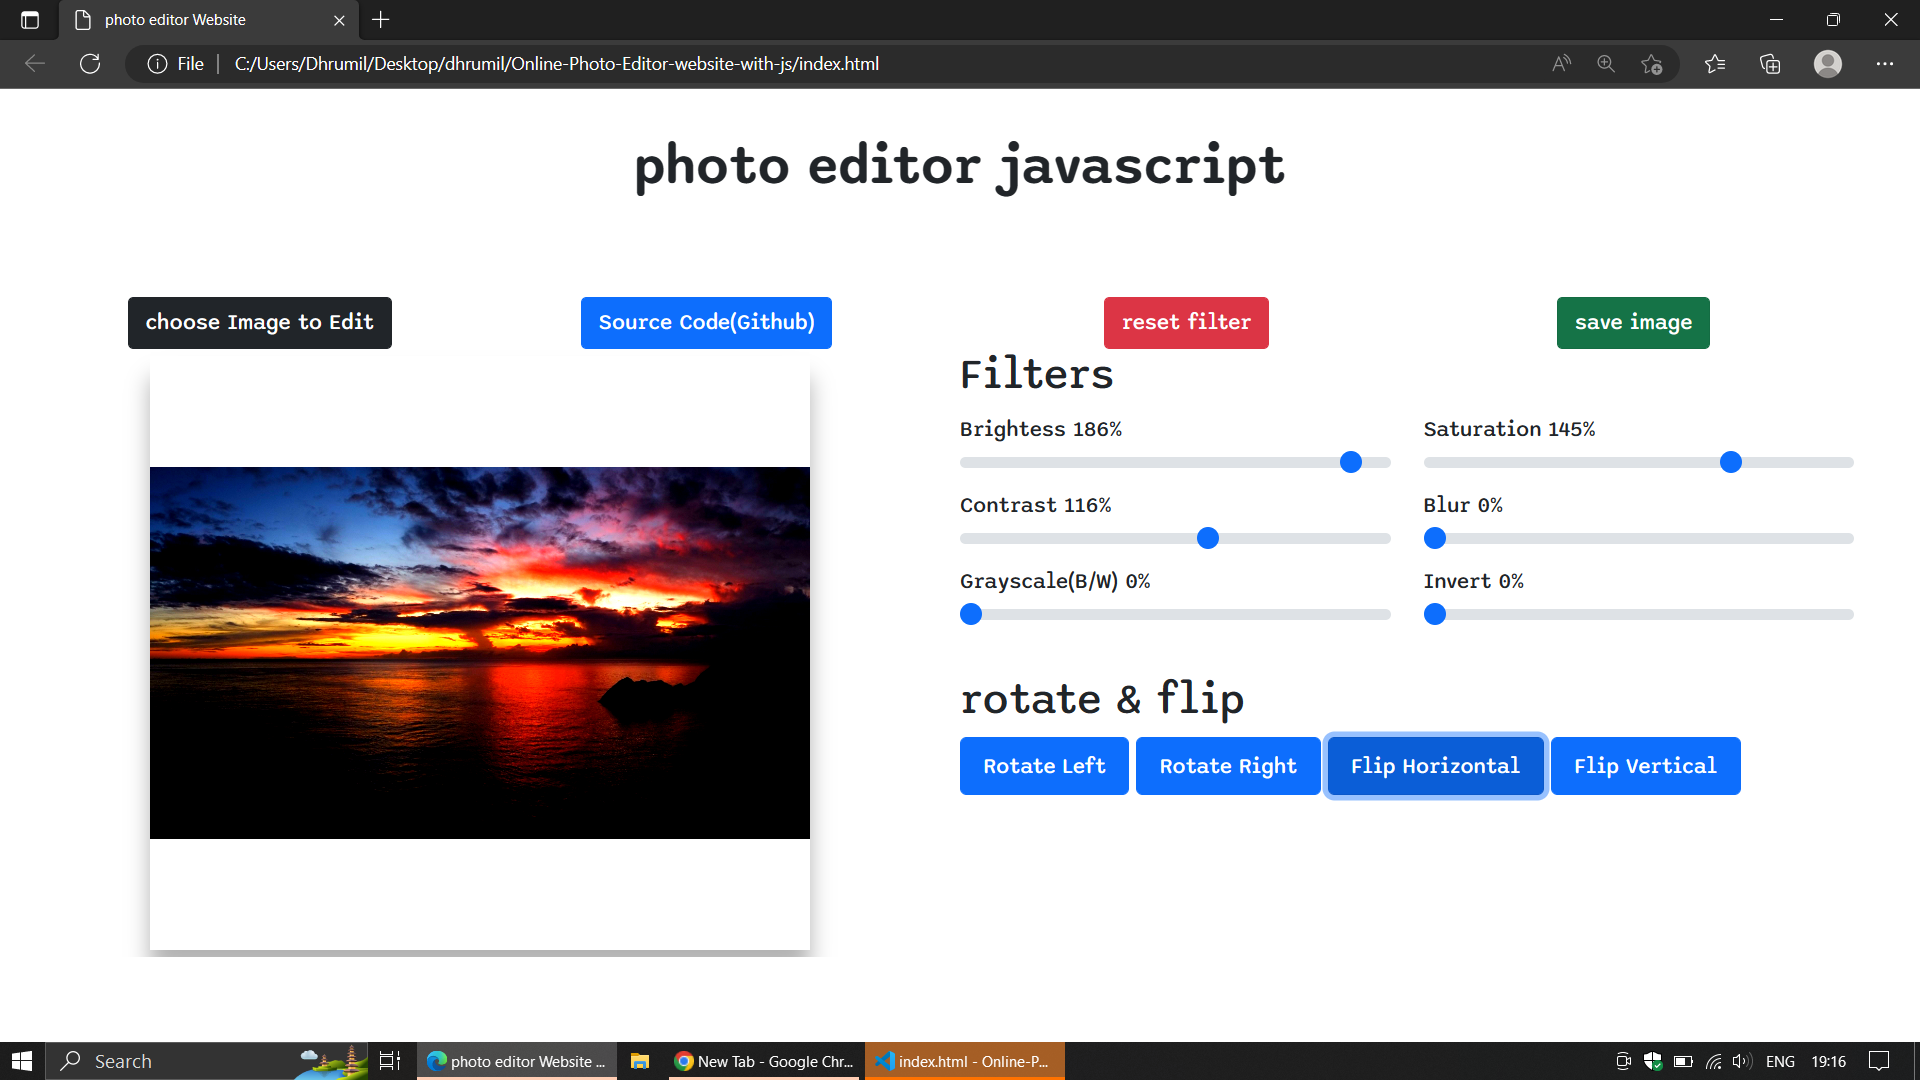 photo editor Website
File
C:/Users/Dhrumil/Desktop/dhrumil/Online-Photo-Editor-website-with-js/index.html
photo editor javascript
choose Image to Edit
Source Code(Github)
reset filter
save image
Filters
Brightess 186%
Saturation 145%
Contrast 116%
Blur 0%
Grayscale(B/W) 0%
Invert 0%
rotate & flip
Rotate Left
Rotate Right
Flip Horizontal
Flip Vertical
Search
photo editor Website ...
New Tab - Google Chr...
index.html - Online-P...
ENG
19:16